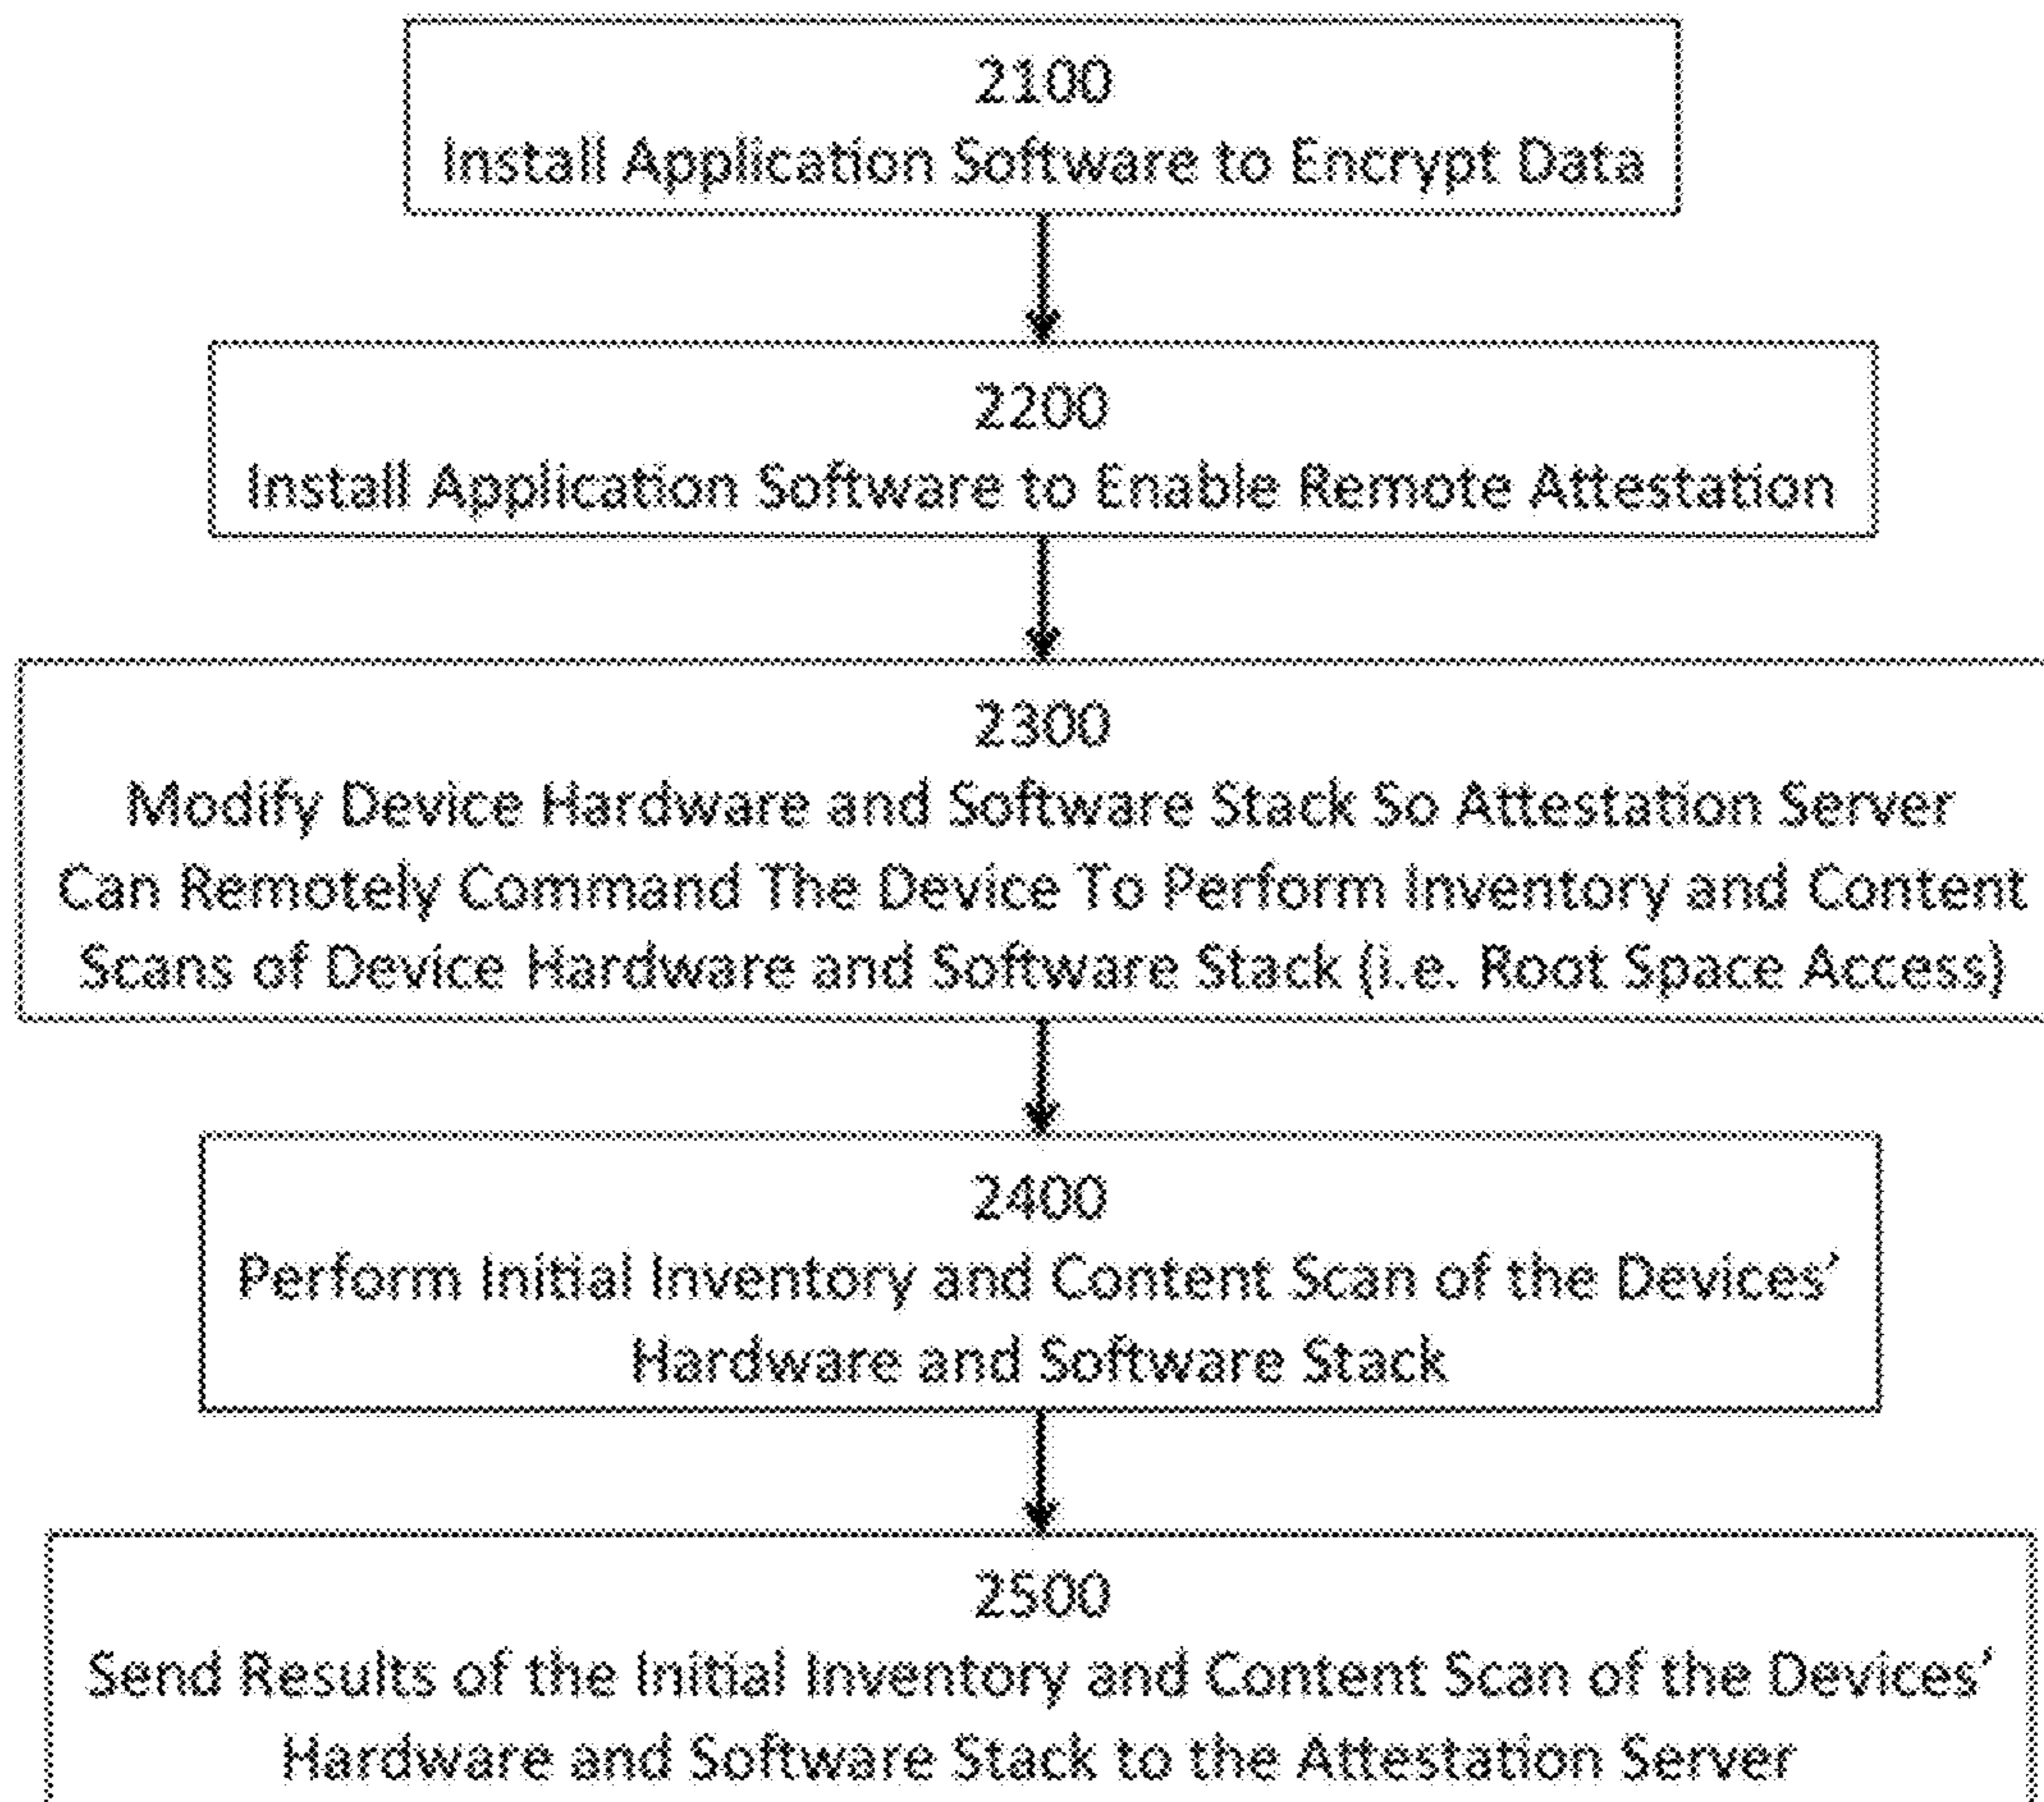 2100
Install Application Software to Encrypt Data
2200
Install Application Software to Enable Remote Attestation
2300
Modify Device Hardware and Software Stack So Attestation Server
Can Remotely Command The Device To Perform Inventory and Content
Scans of Device Hardware and Software Stack (i.e. Root Space Access)
2400
Perform Initial Inventory and Content Scan of the Devices’
Hardware and Software Stack
2500
Send Results of the Initial Inventory and Content Scan of the Devices’
Hardware and Software Stack to the Attestation Server